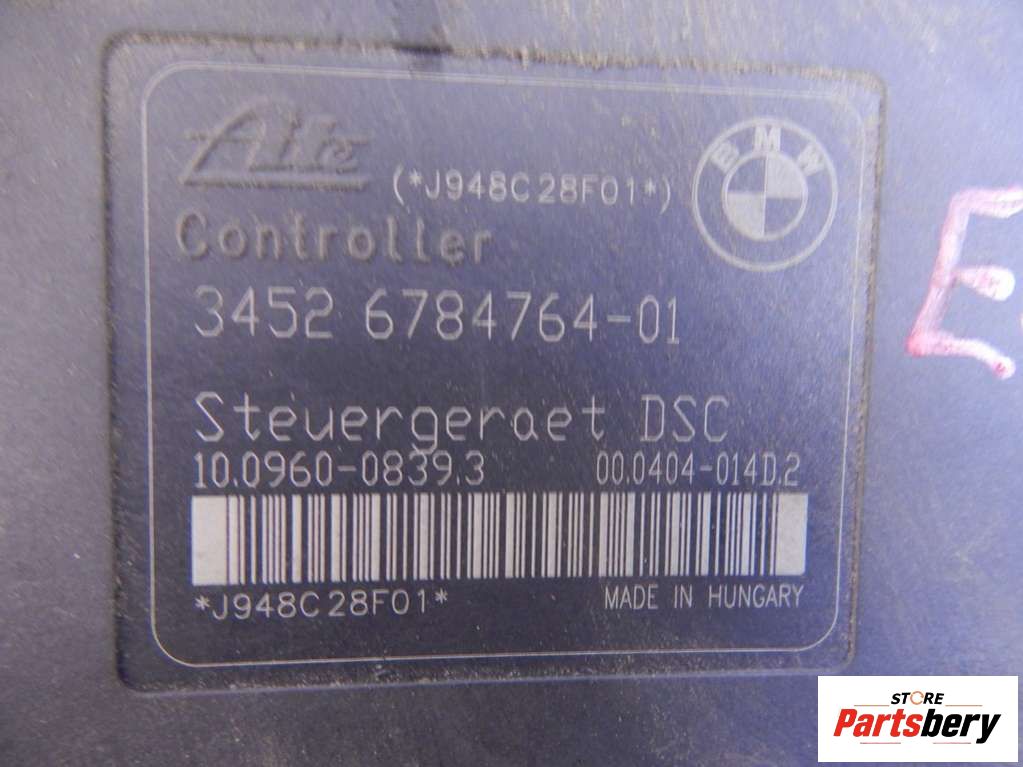 Ate
(*J948C28F01*)
BMW
Controller
3452 6784764-01
Steuergeraet DSC
10.0960-0839.3 00.0404-014D.2
*J948C28F01*
MADE IN HUNGARY
E
STORE
Partsbery